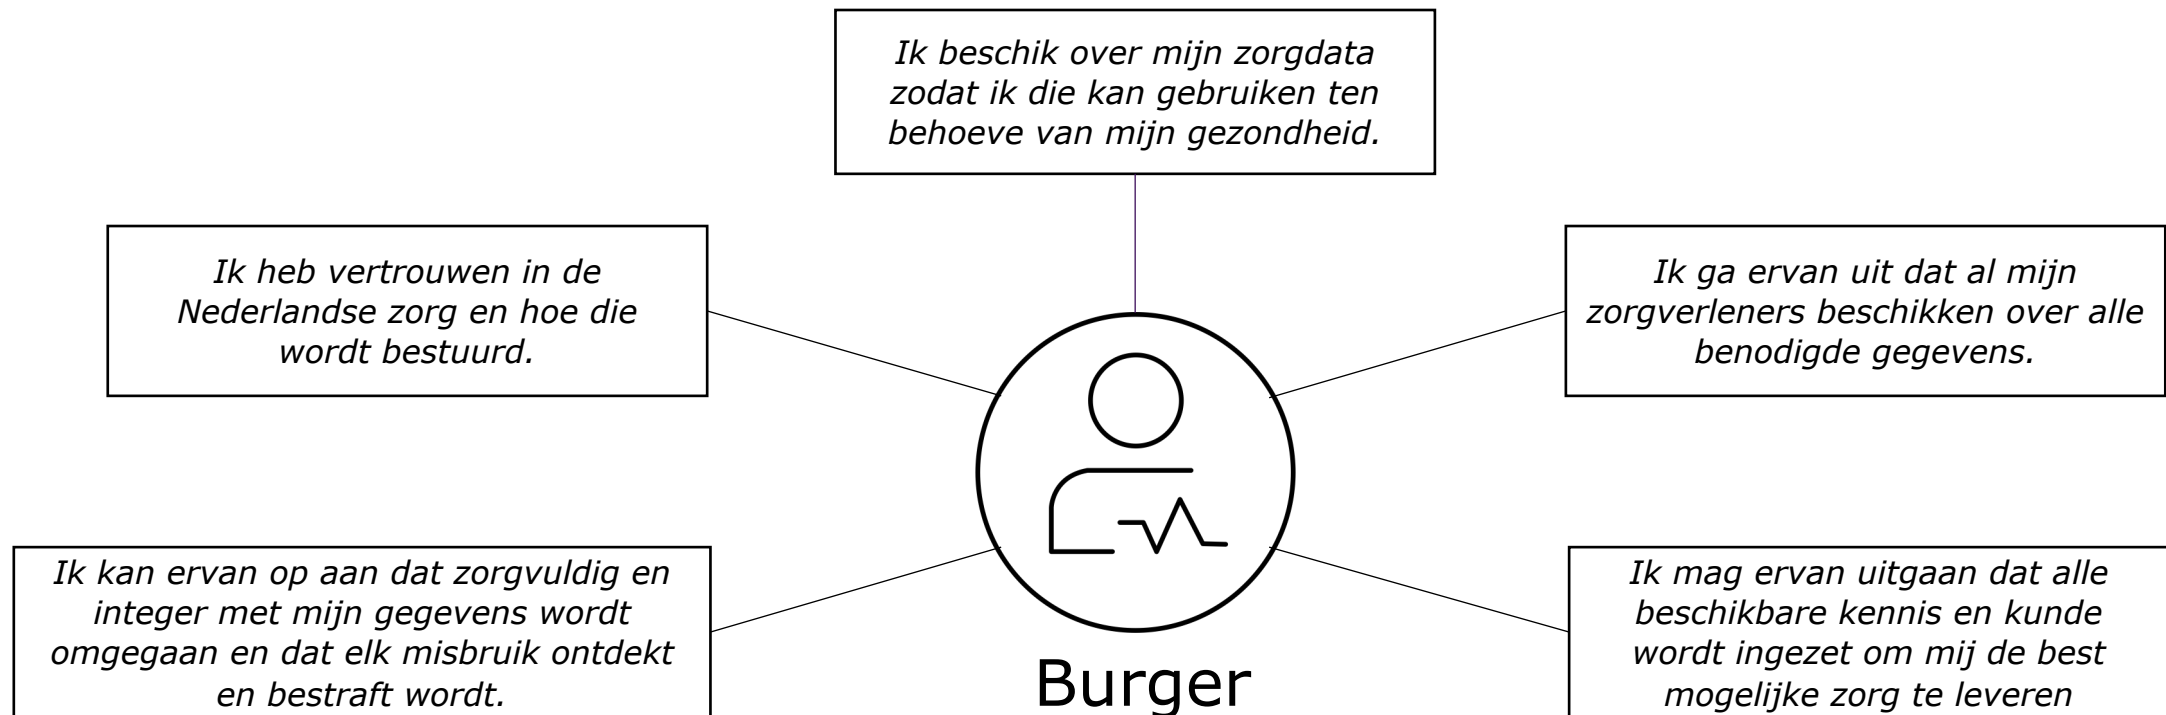 Ik beschik over mijn zorgdata
zodat ik die kan gebruiken ten
behoeve van mijn gezondheid.
Ik heb vertrouwen in de
Nederlandse zorg en hoe die
wordt bestuurd.
Ik ga ervan uit dat al mijn
zorgverleners beschikken over alle
benodigde gegevens.
Ik kan ervan op aan dat zorgvuldig en
integer met mijn gegevens wordt
omgegaan en dat elk misbruik ontdekt
en bestraft wordt.
Burger
Ik mag ervan uitgaan dat alle
beschikbare kennis en kunde
wordt ingezet om mij de best
mogelijke zorg te leveren